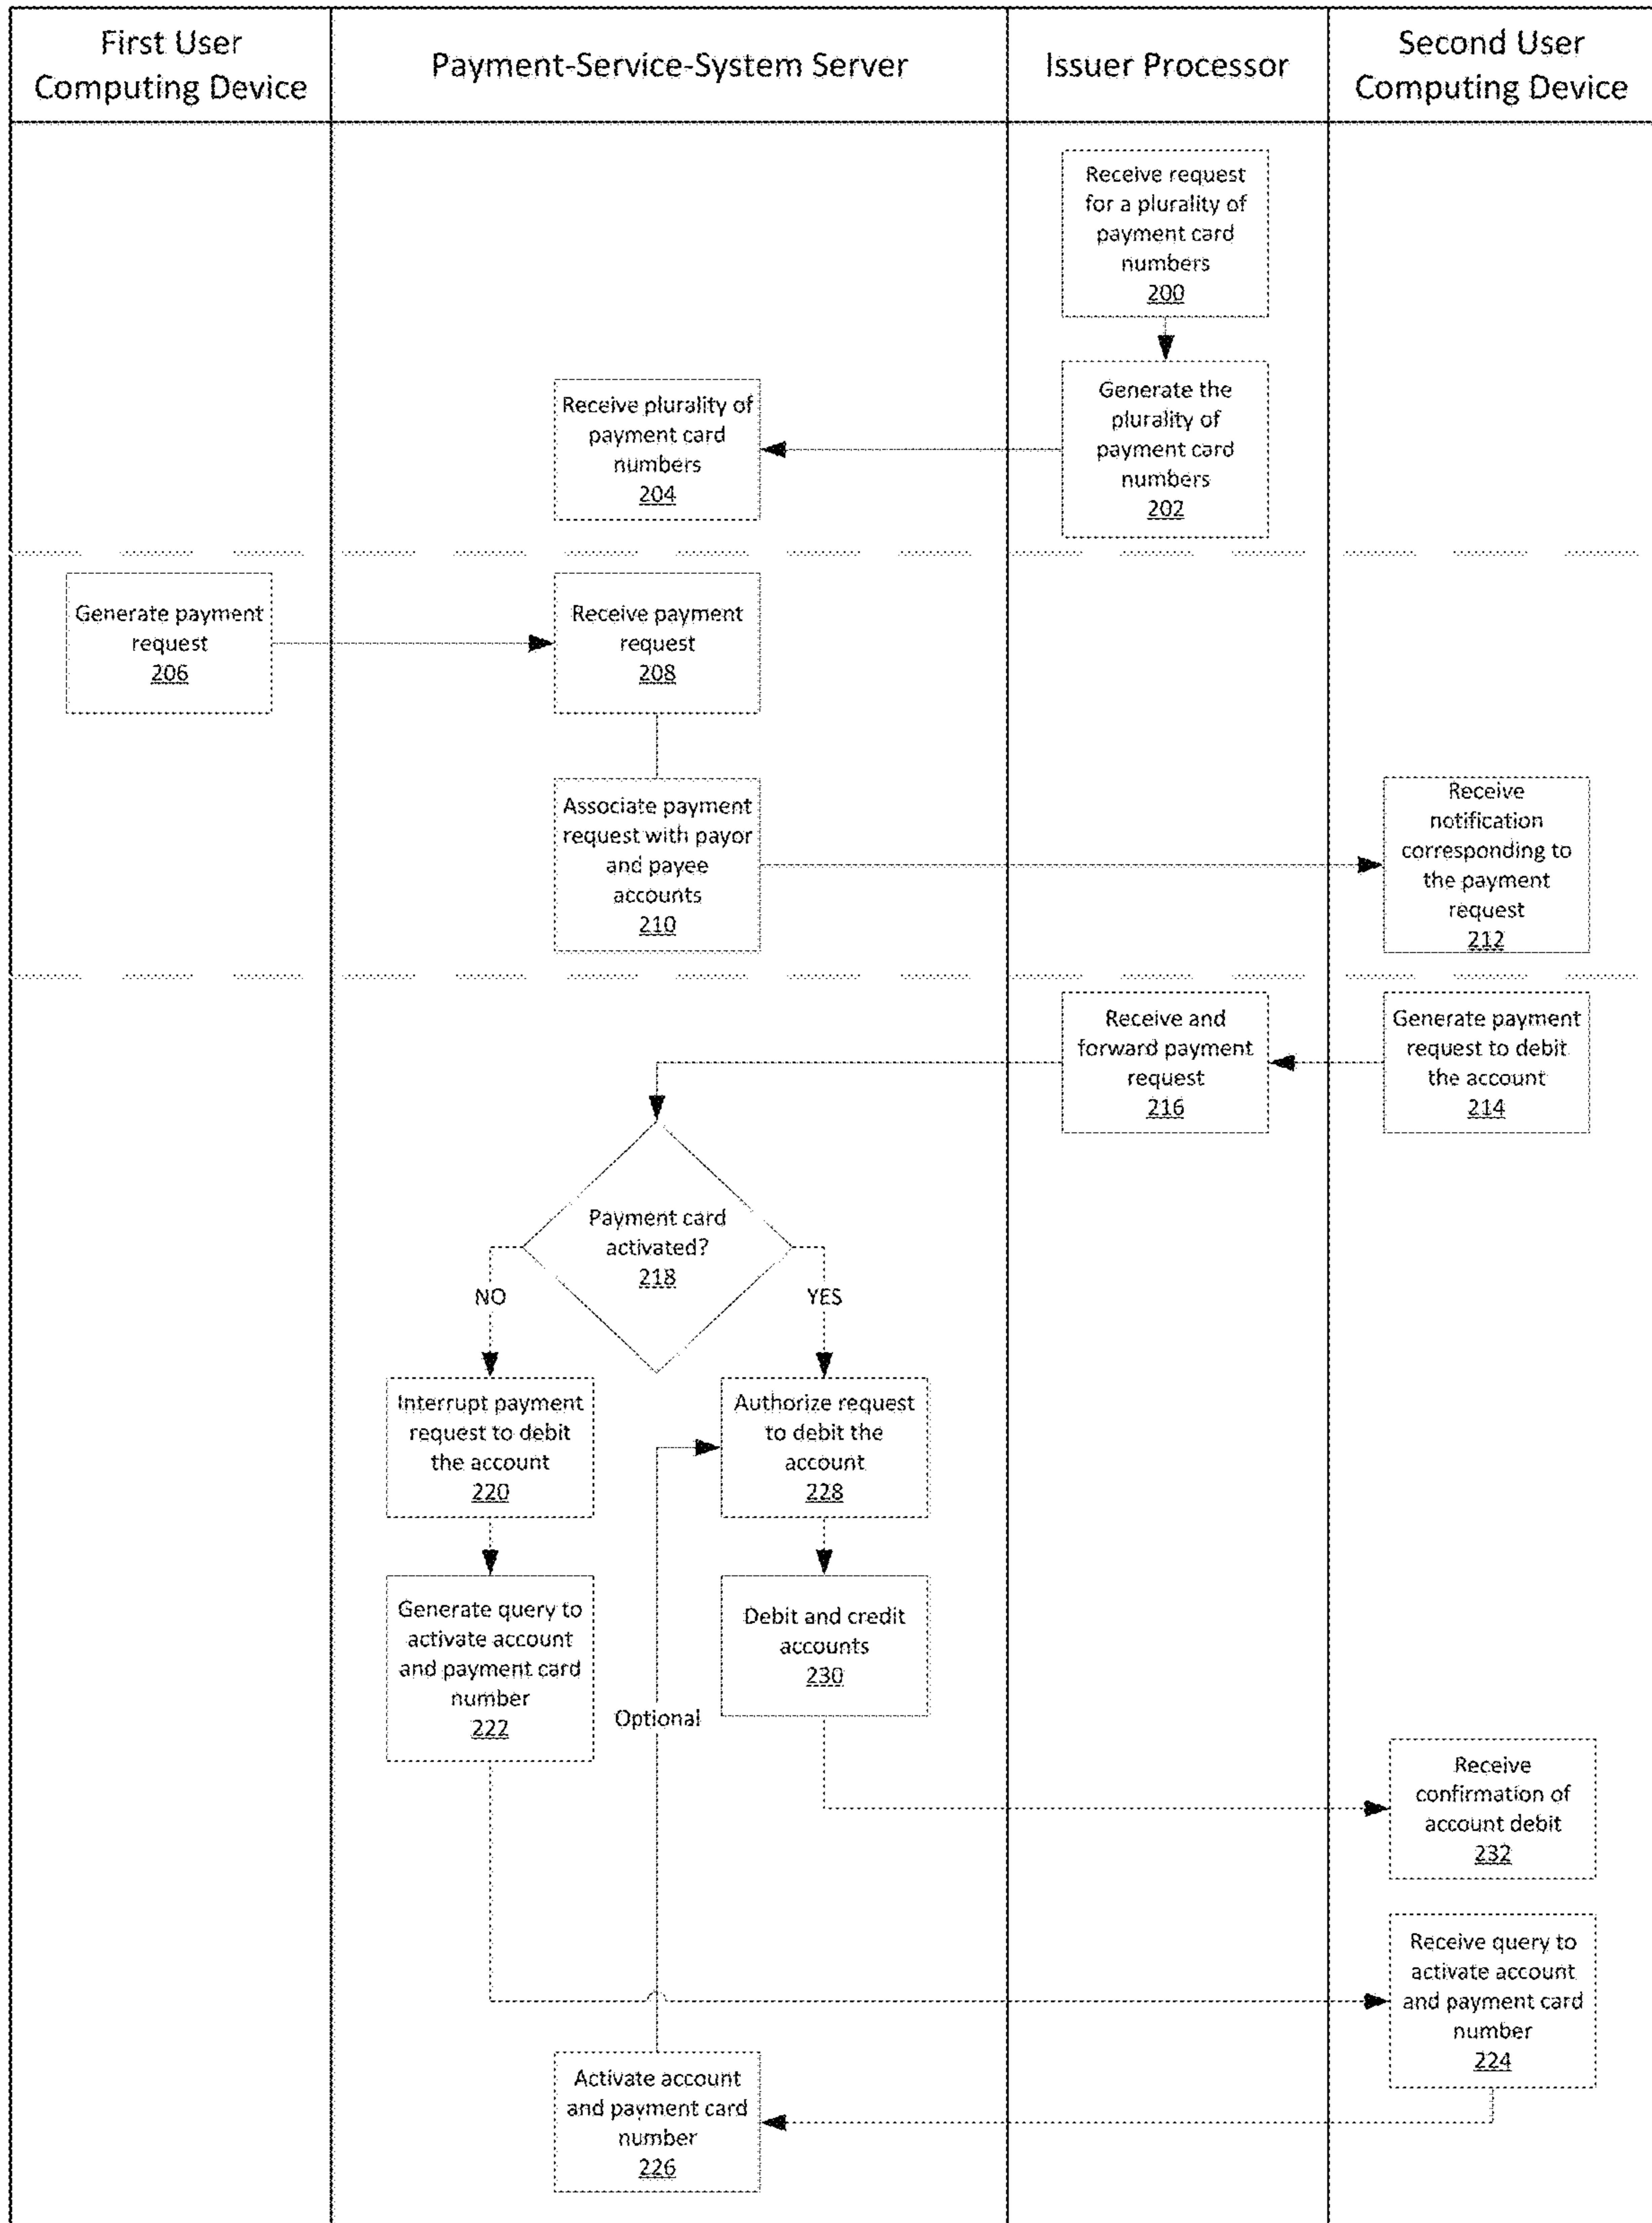 First User
Computing Device
Payment-Service-System Server
Issuer Processor
Second User
Computing Device
Receive request
for a plurality of
payment card
numbers
200
Generate the
plurality of
payment card
numbers
202
Receive plurality of
payment card
numbers
204
Generate payment
request
206
Receive payment
request
208
Associate payment
request with payor
and payee
accounts
210
Receive
notification
corresponding to
the payment
request
212
Generate payment
request to debit
the account
214
Receive and
forward payment
request
216
Payment card
activated?
218
NO
YES
Interrupt payment
request to debit
the account
220
Authorize request
to debit the
account
228
Generate query to
activate account
and payment card
number
222
Debit and credit
accounts
230
Optional
Receive
confirmation of
account debit
232
Receive query to
activate account
and payment card
number
224
Activate account
and payment card
number
226